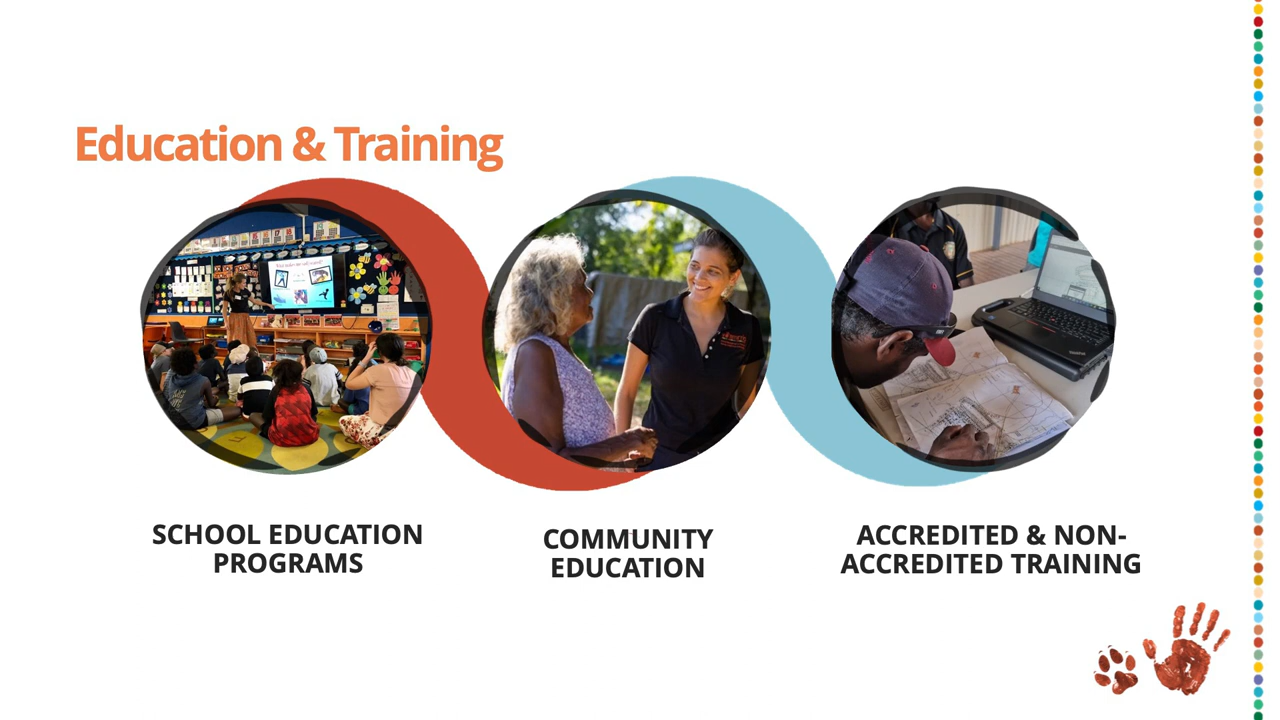 Education & Training
SCHOOL EDUCATION
PROGRAMS
COMMUNITY
EDUCATION
ACCREDITED & NON-
ACCREDITED TRAINING